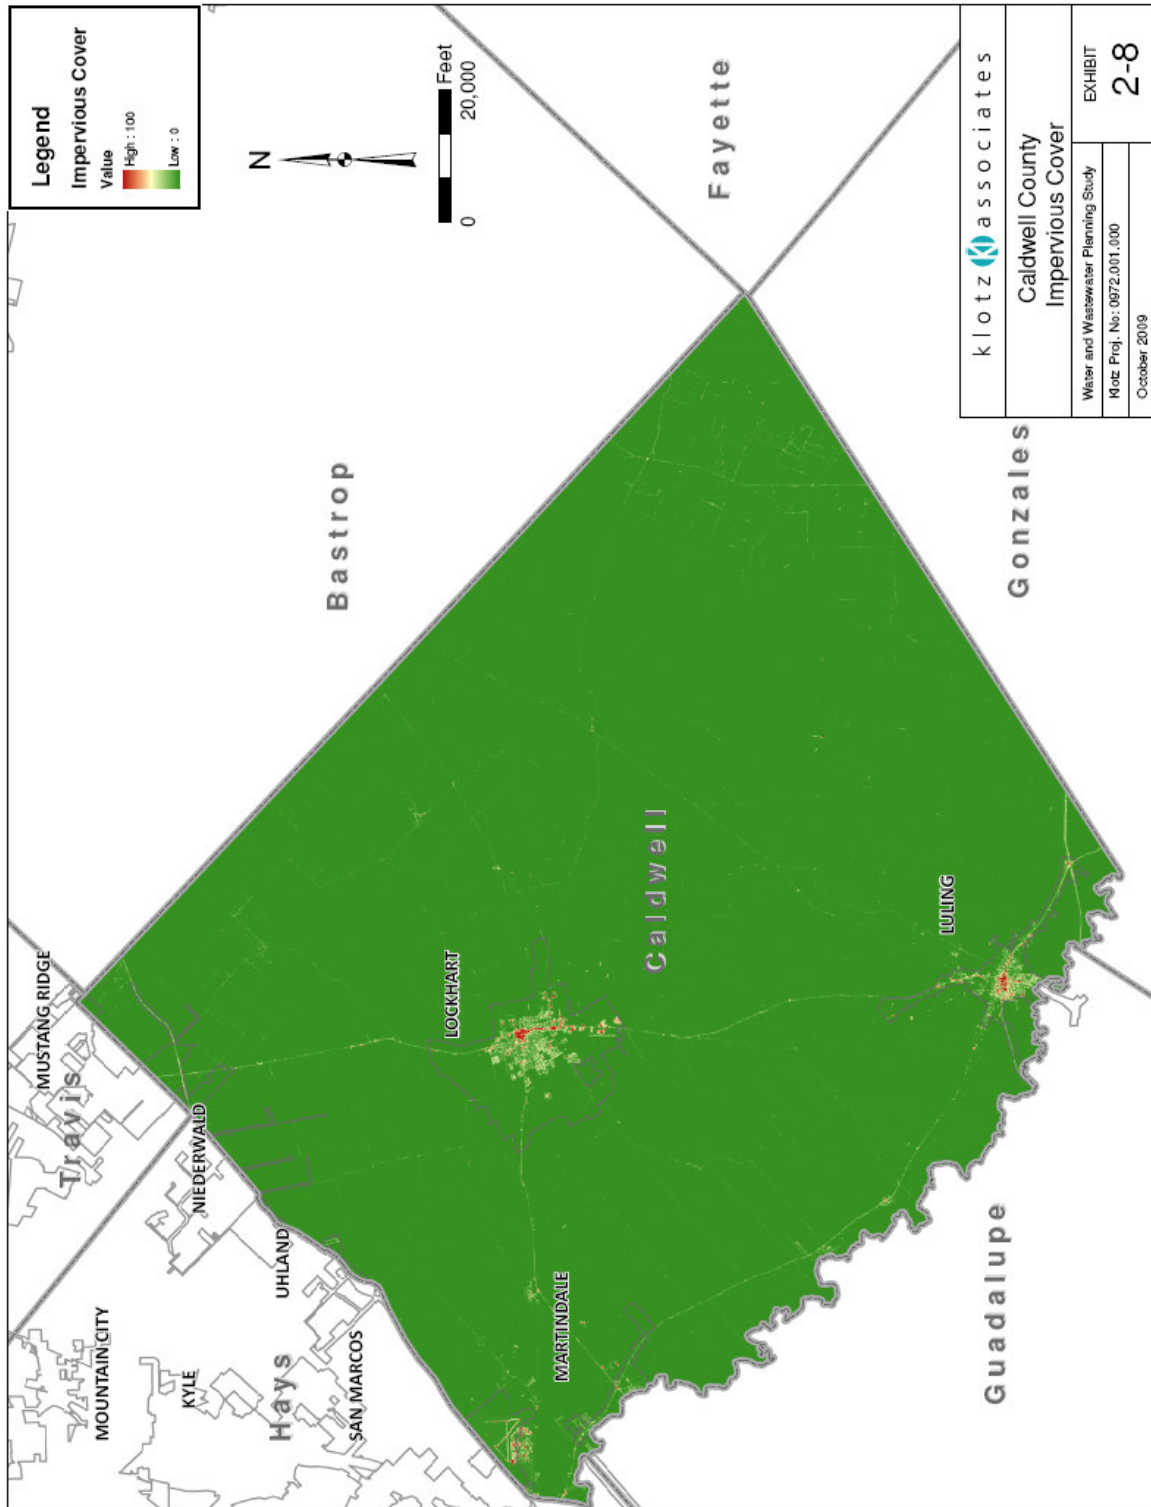 Legend
Impervious Cover
Value
High : 100
Low : 0
N
0
20,000
Feet
MUSTANG RIDGE
Travis
NIEDERWALD
MOUNTAIN CITY
UHLAND
KYLE
Hays
SAN MARCOS
Bastrop
Fayette
LOCKHART
Caldwell
MARTINDALE
LULING
Guadalupe
Gonzales
klotz associates
Caldwell County
Impervious Cover
Water and Wastewater Planning Study
Klotz Proj. No: 0972.001.000
October 2009
EXHIBIT
2-8